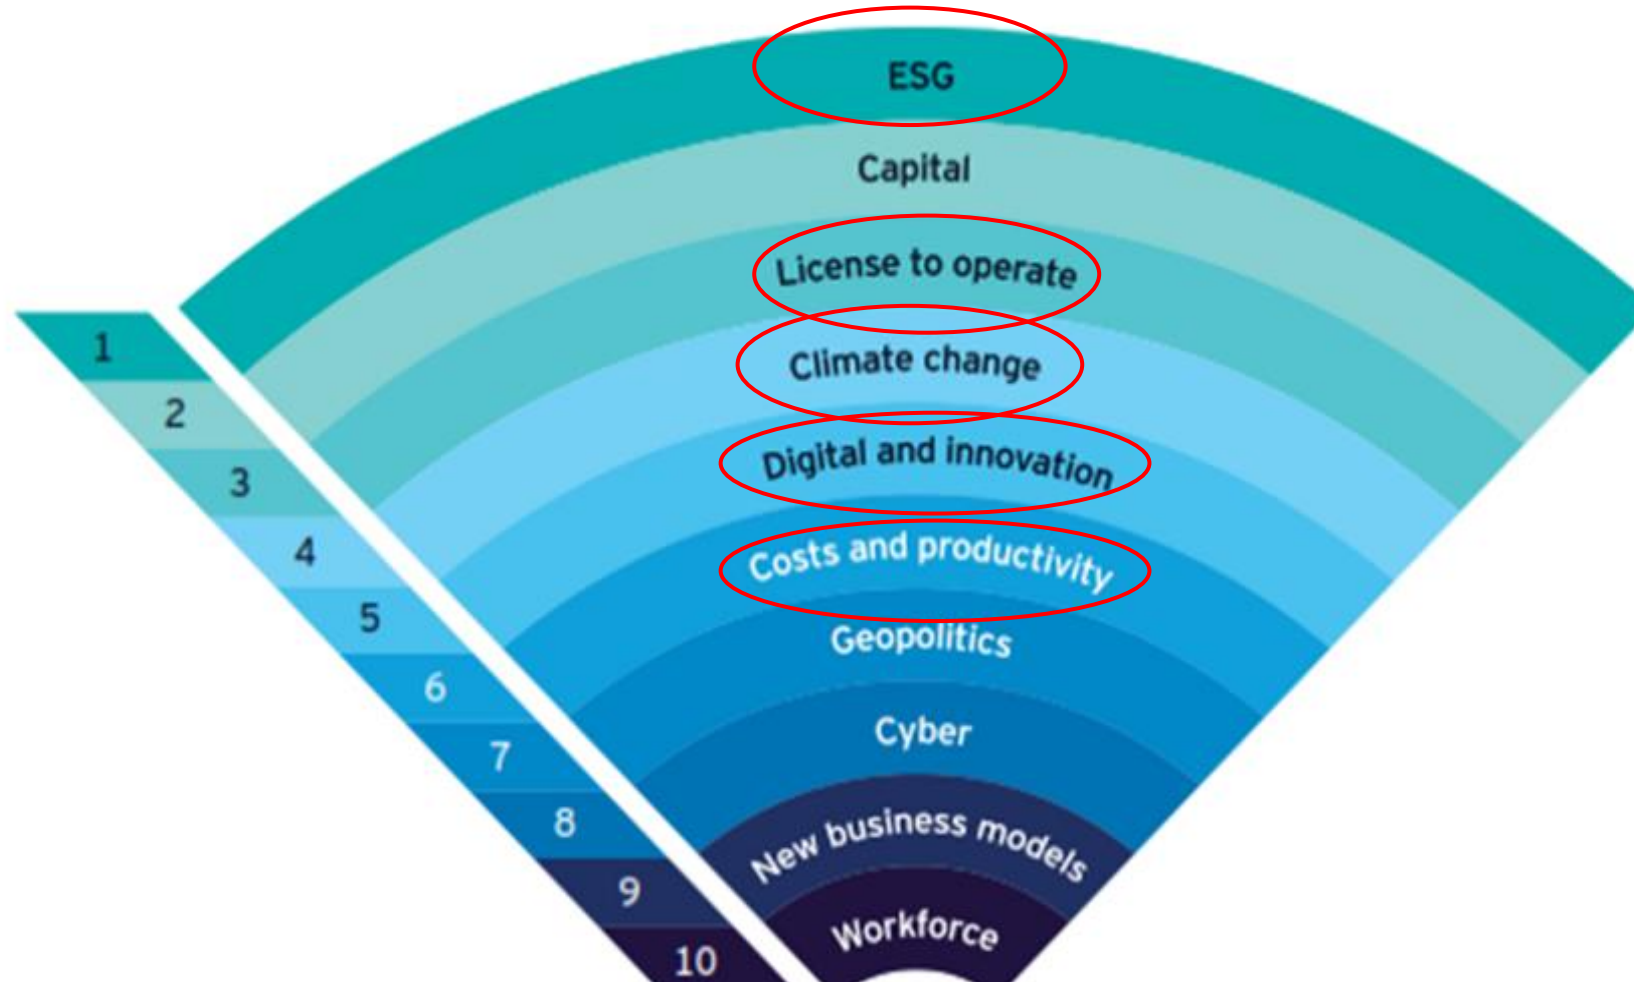 ESG
Capital
License to operate
Climate change
Digital and innovation
Costs and productivity
Geopolitics
Cyber
New business models
Workforce
1
2
3
4
5
6
7
8
9
10